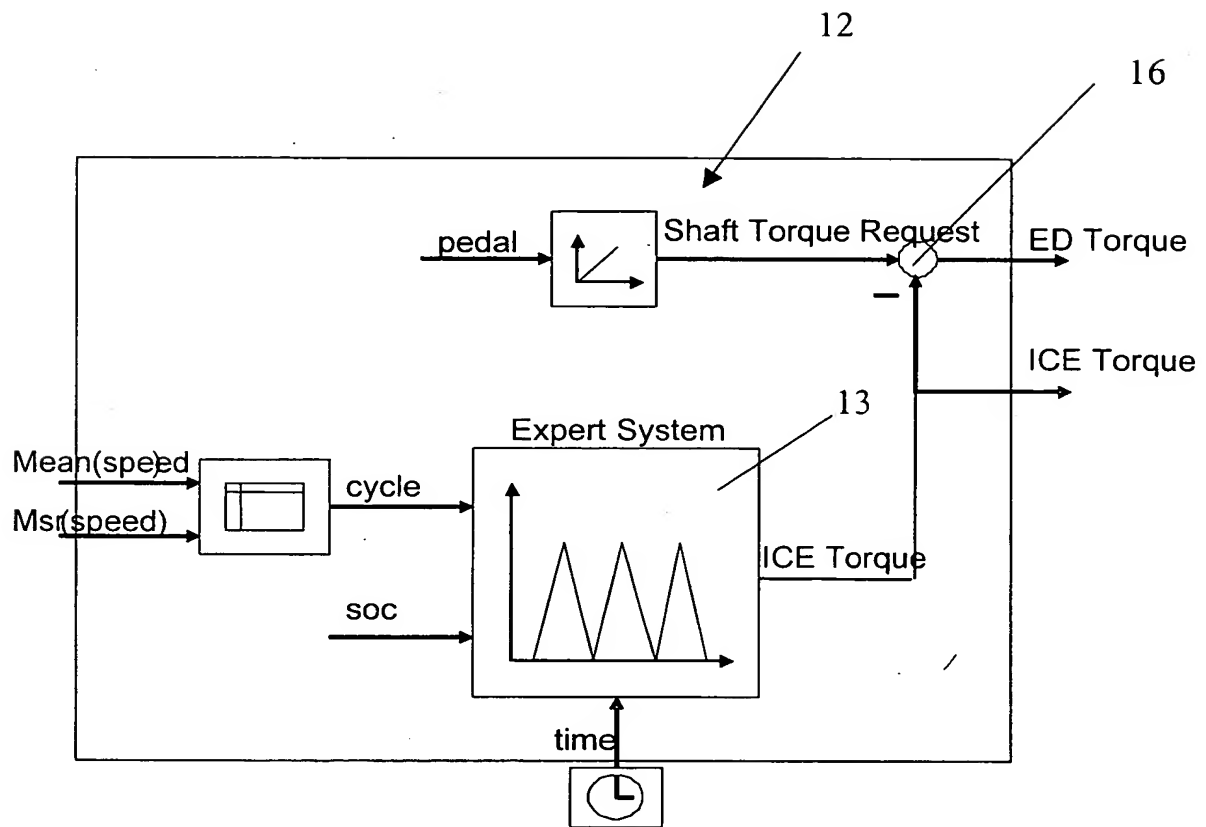 12
16
pedal
Shaft Torque Request
ED Torque
ICE Torque
13
Expert System
Mean(speed)
cycle
Msr(speed)
ICE Torque
soc
time